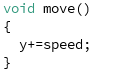 void move()
{
  y+=speed;
}